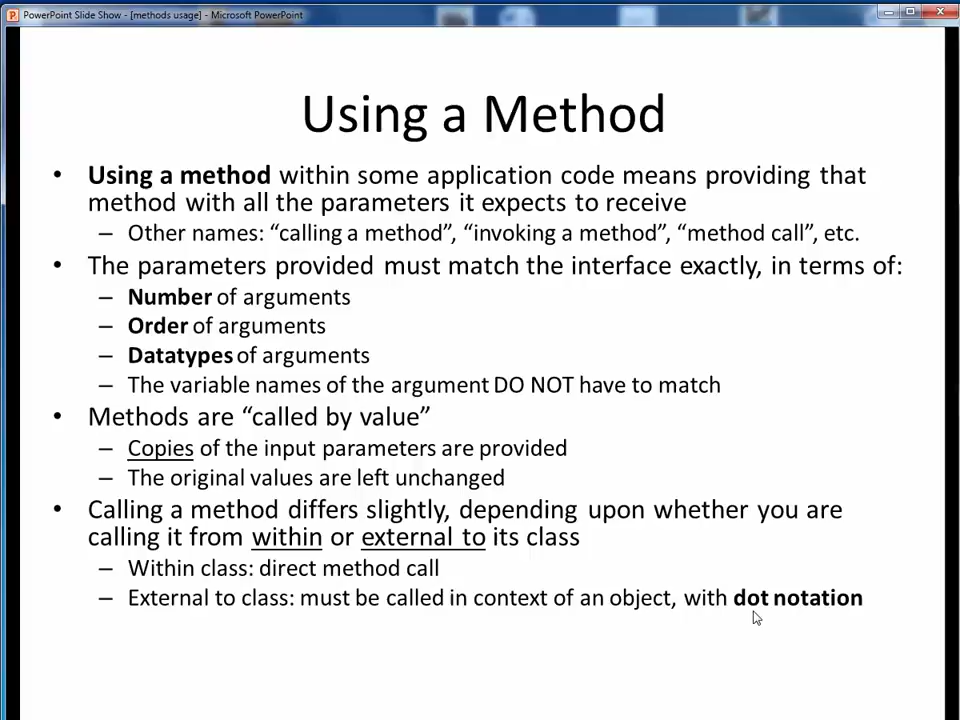 PowerPoint Slide Show - [methods usage] - Microsoft PowerPoint
Using a Method
• Using a method within some application code means providing that
method with all the parameters it expects to receive
– Other names: “calling a method”, “invoking a method”, “method call”, etc.
• The parameters provided must match the interface exactly, in terms of:
– Number of arguments
– Order of arguments
– Datatypes of arguments
– The variable names of the argument DO NOT have to match
• Methods are “called by value”
– Copies of the input parameters are provided
– The original values are left unchanged
• Calling a method differs slightly, depending upon whether you are
calling it from within or external to its class
– Within class: direct method call
– External to class: must be called in context of an object, with dot notation